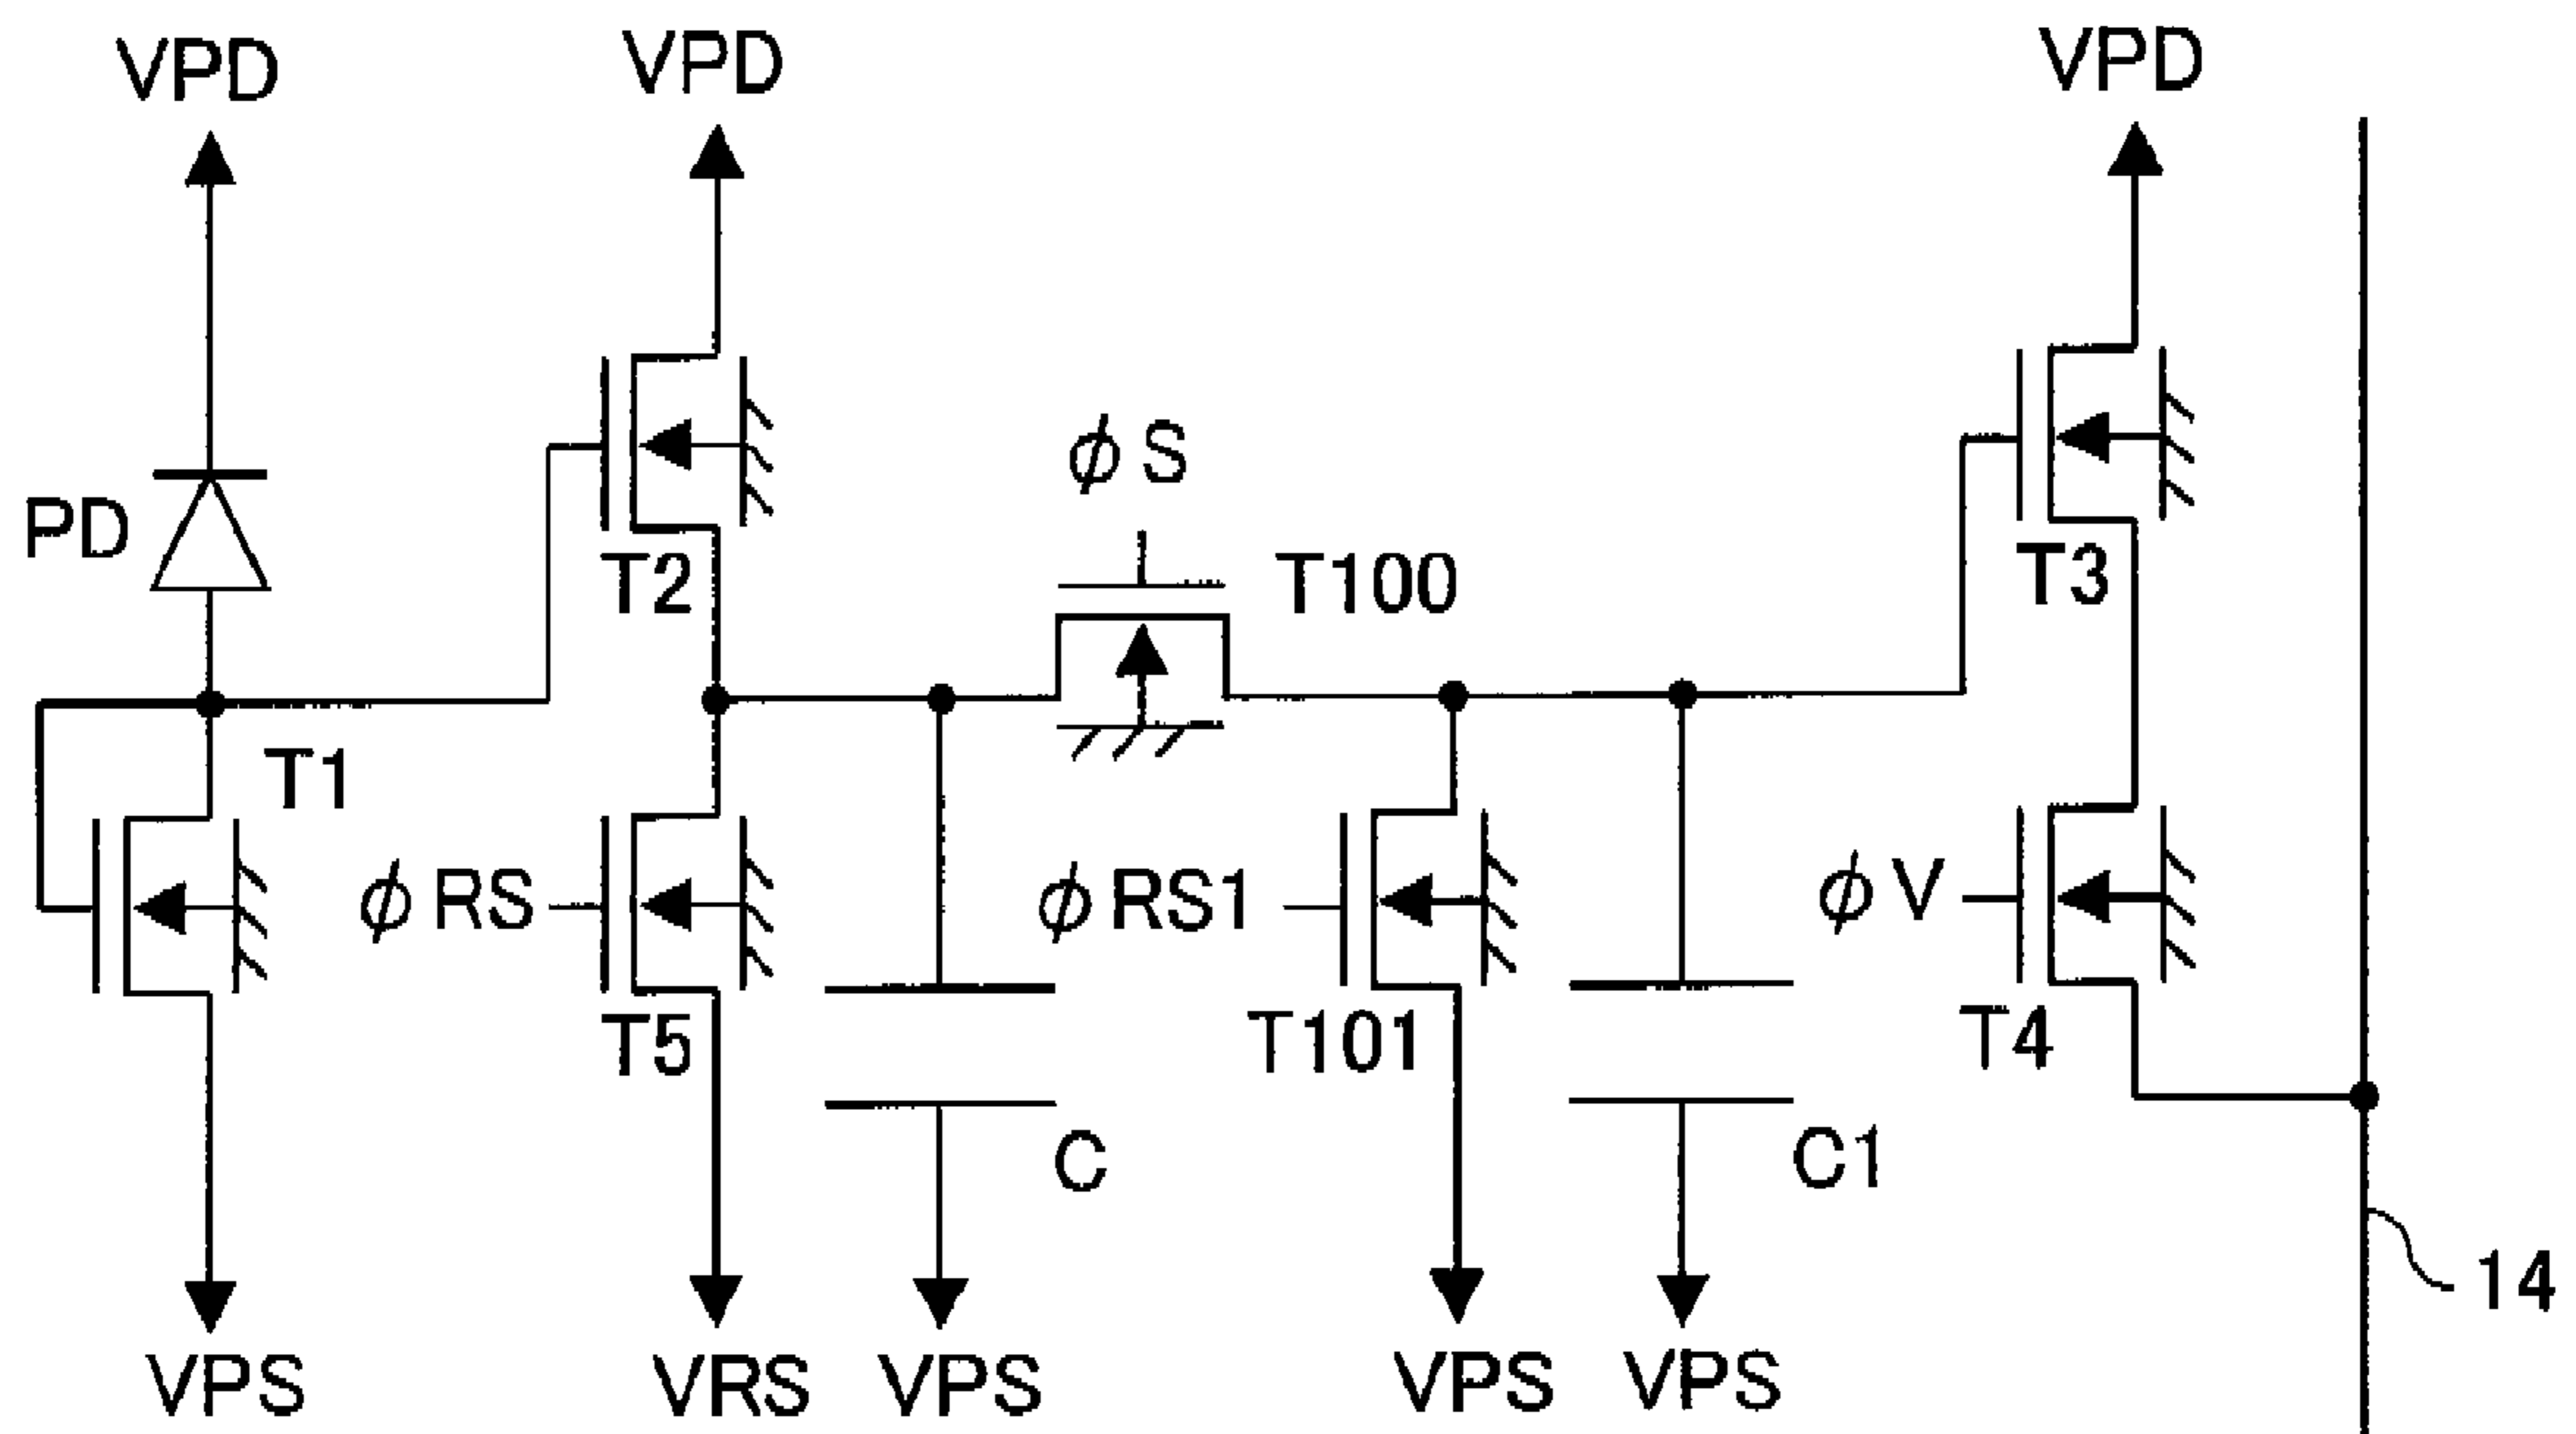 VPD VPD VPD
φS
PD T2 T100 T3
T1
φRS φRS1 φV
T5 T101 T4
C C1
14
VPS VRS VPS VPS VPS